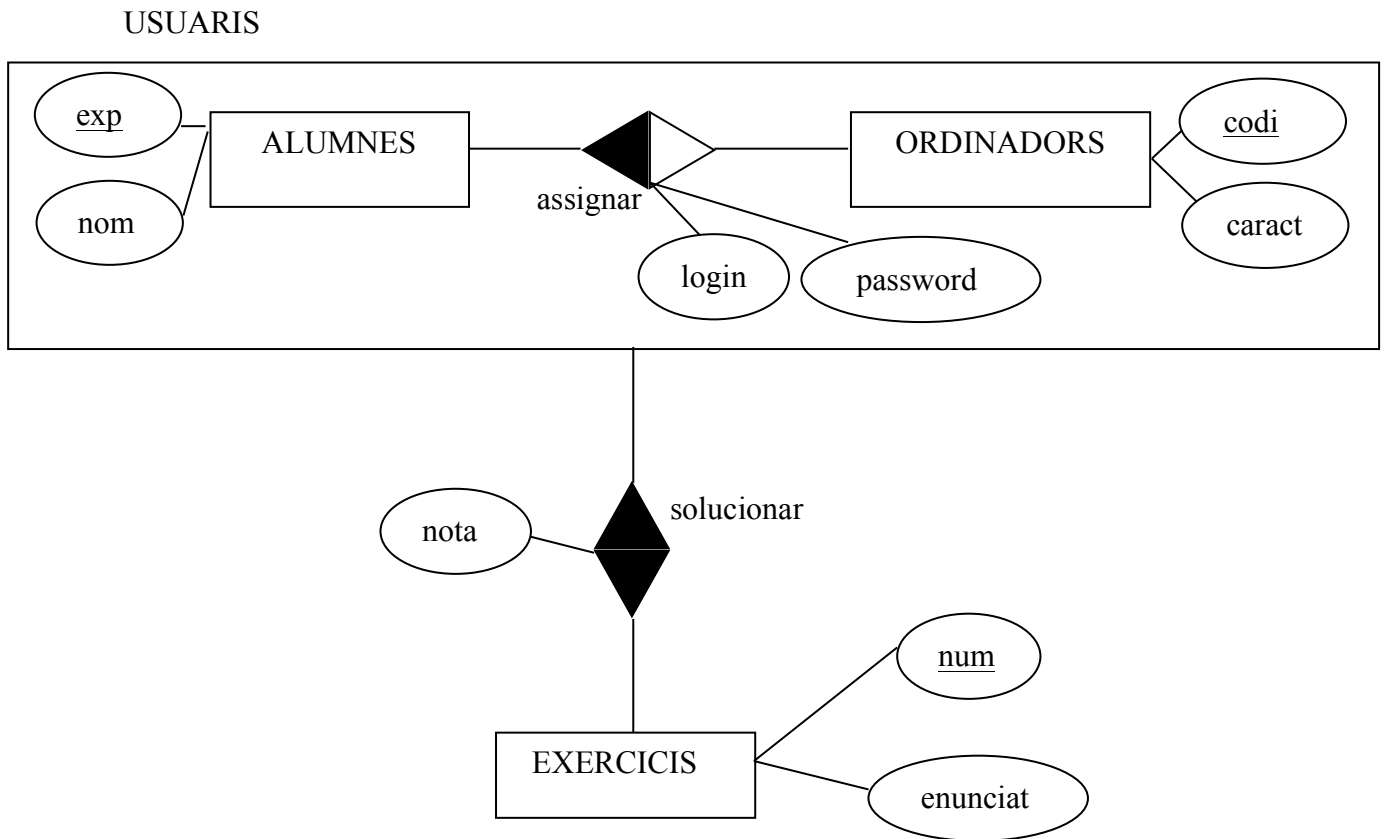 USUARIS
exp
ALUMNES
ORDINADORS
codi
nom
assignar
caract
login
password
nota
solucionar
num
EXERCICIS
enunciat